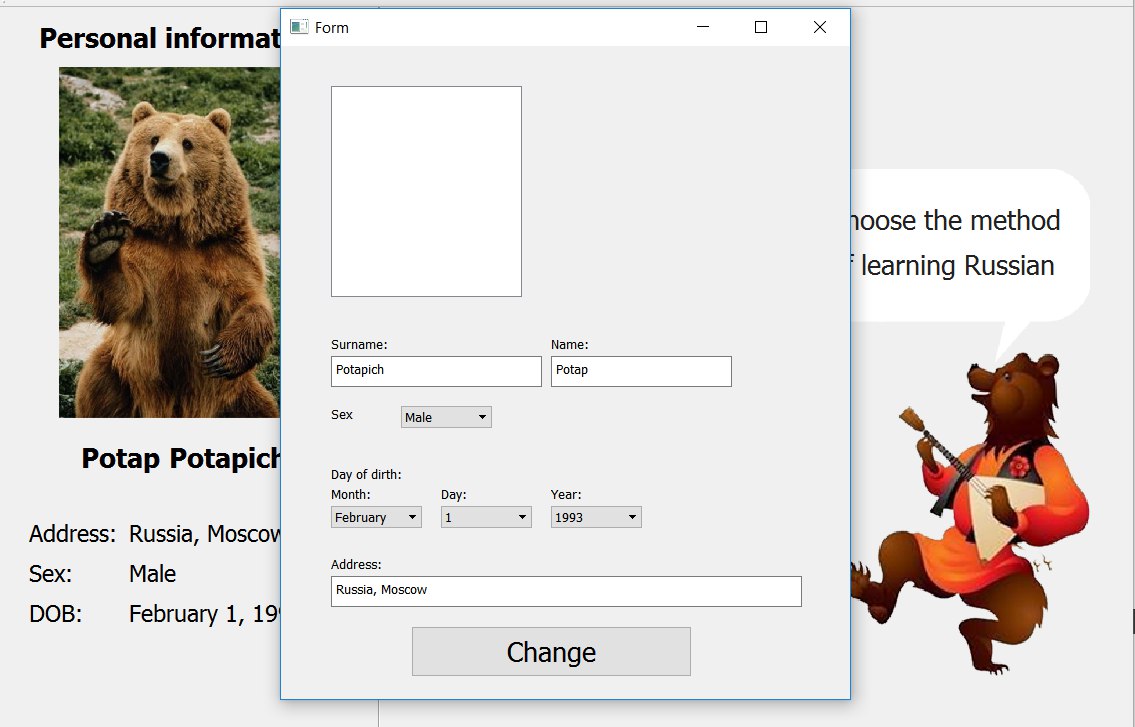 Personal informat
Form
Surname:
Name:
Potapich
Potap
Sex
Male
Day of dirth:
Month:
Day:
Year:
February
1
1993
Address:
Russia, Moscow
Change
Potap Potapich
Address: Russia, Moscow
Sex: Male
DOB: February 1, 199
hoose the method
f learning Russian